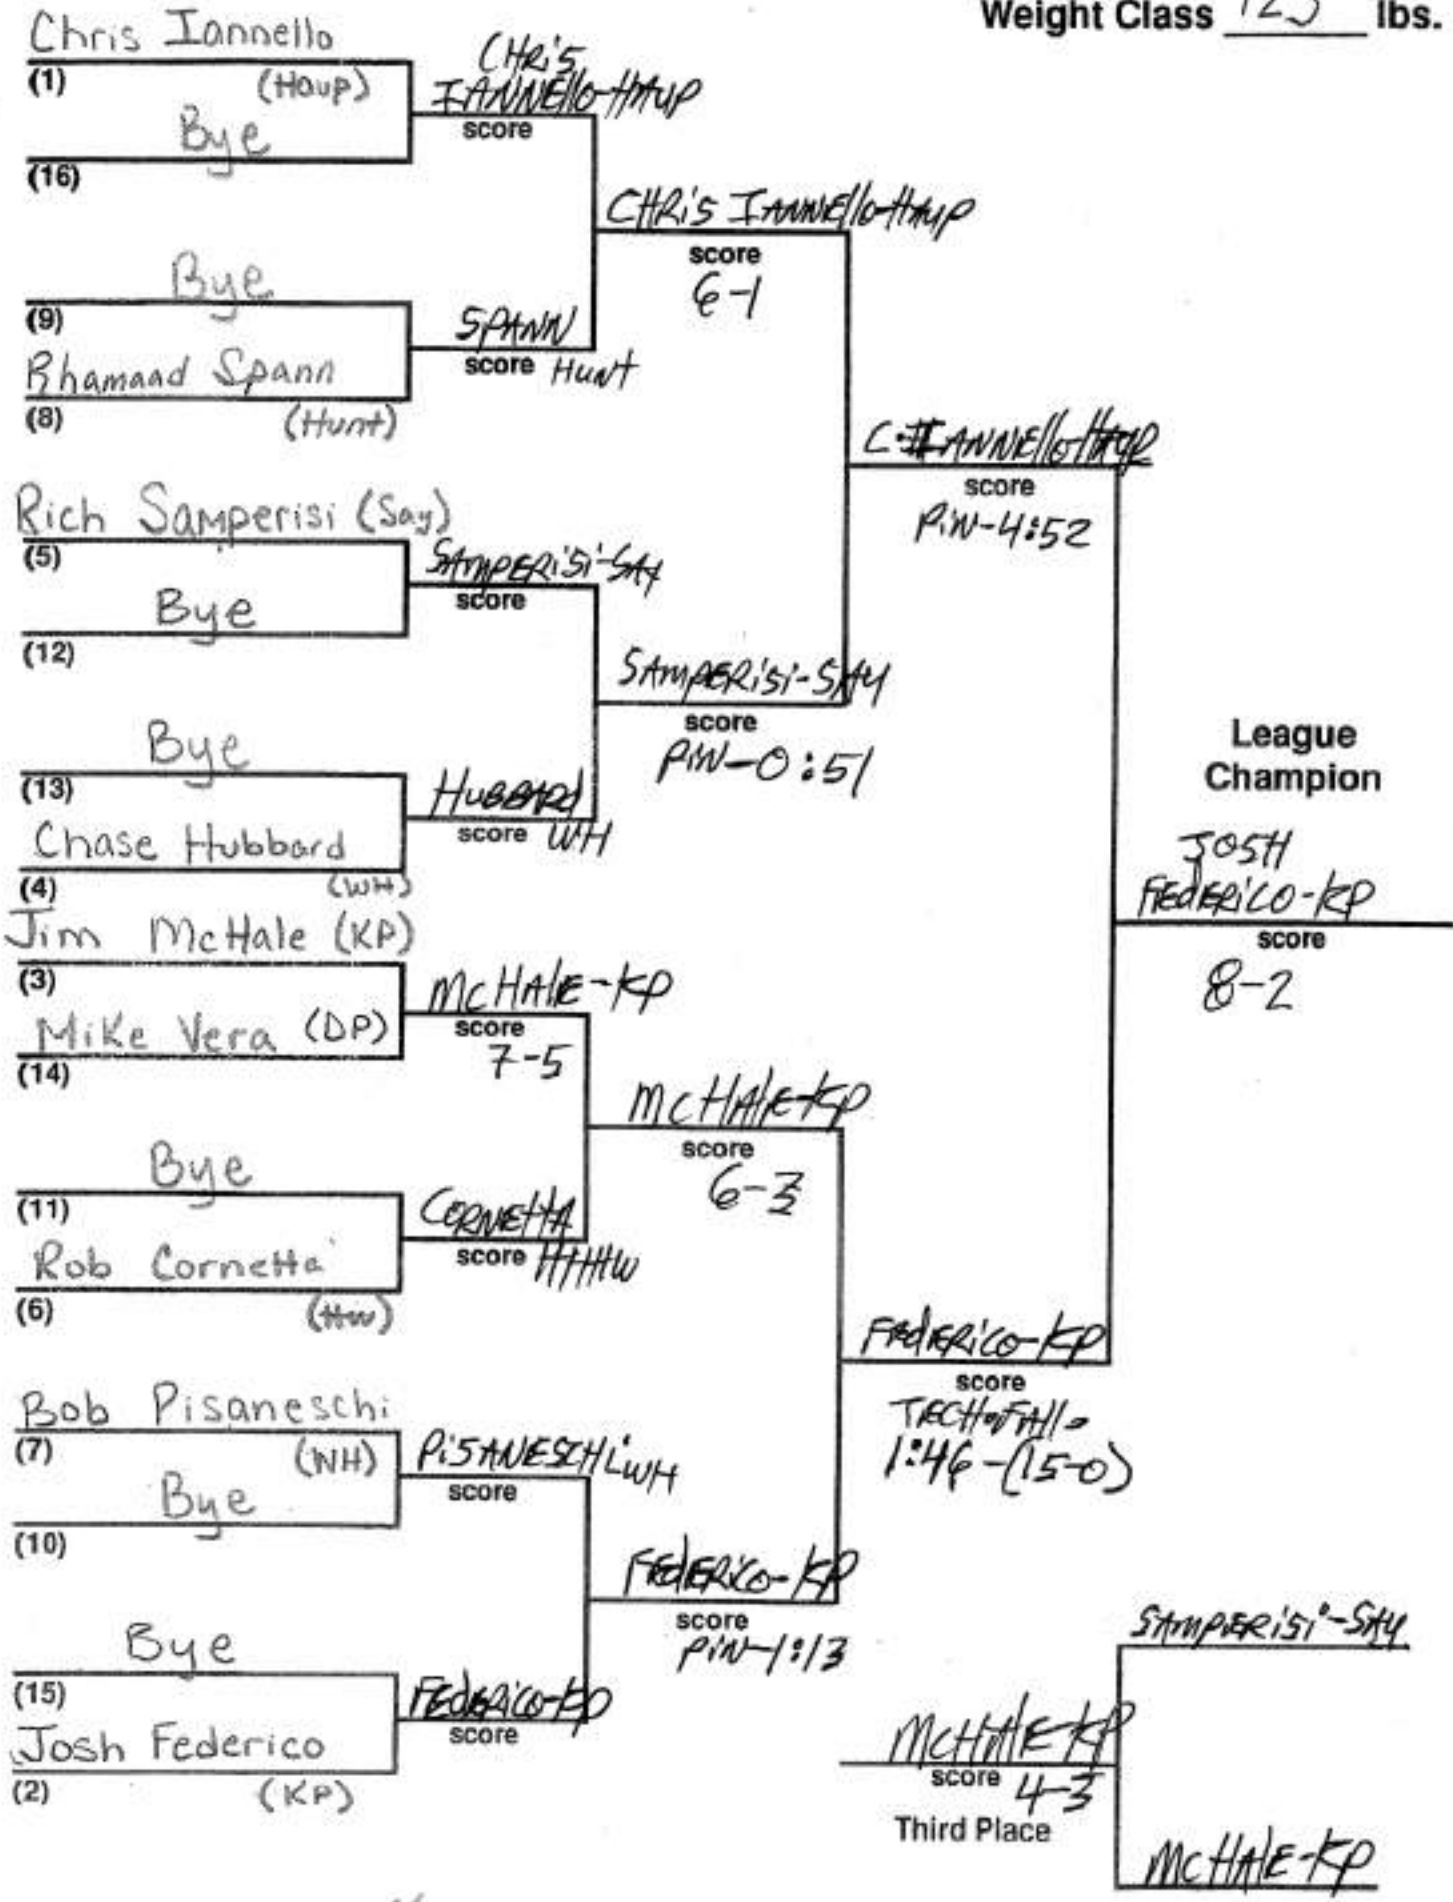 Weight Class 125 lbs.
Chris Iannello
(1) (Haup)
Bye
(16)
CHRiS
IANNEllo-HAUP
score
Bye
(9)
Rhamaad Spann
(8) (Hunt)
SPANN
score HUNT
CHRiS IANNEllo-HAUP
score
6-1
Rich Samperisi (Say)
(5)
Bye
(12)
SAMPERiSi-SAY
score
Bye
(13)
Chase Hubbard
(4) (WH)
HUBBARD
score WH
SAMPERiSi-SAY
score
PiN-0:51
C. IANNEllo-HAUP
score
PiN-4:52
Jim McHale (KP)
(3)
Mike Vera (DP)
(14)
McHAlE-KP
score
7-5
Bye
(11)
Rob Cornetta
(6) (HW)
CORNETTA
score
McHAlE-KP
score
6-3
Bob Pisaneschi
(7) (WH)
Bye
(10)
PiSANESCHi-WH
score
Bye
(15)
Josh Federico
(2) (KP)
FEdERiCO-KP
score
FEdERiCO-KP
score
PiN-1:13
FEdERiCO-KP
score
TECH-FAll-
1:46-(15-0)
League
Champion
JOSH
FEdERiCO-KP
score
8-2
SAMPERiSi-SAY
McHAlE-KP
score 4-3
Third Place
McHAlE-KP